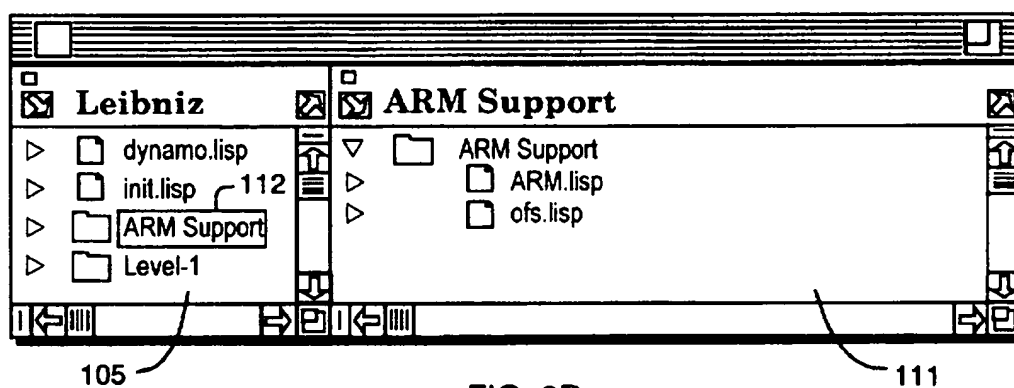 Leibniz
dynamo.lisp
init.lisp
112
ARM Support
Level-1
ARM Support
ARM Support
ARM.lisp
ofs.lisp
105
111